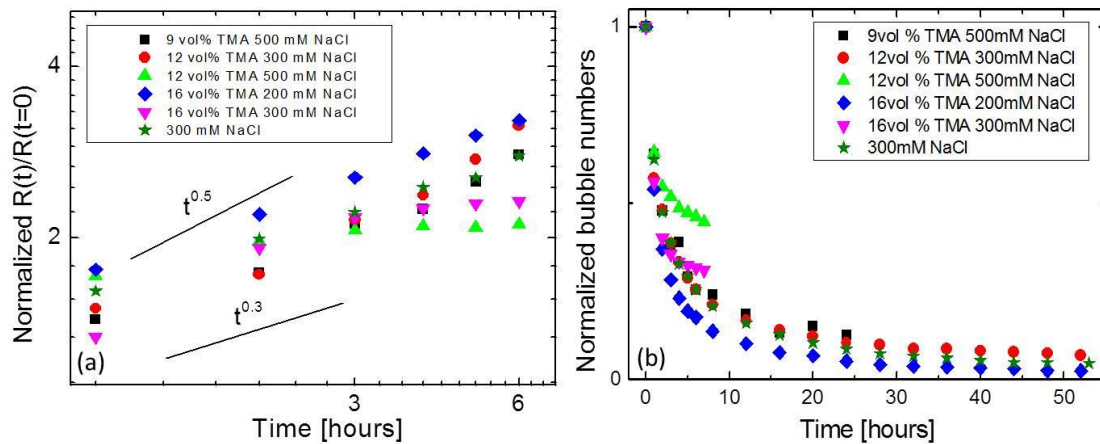 9 vol% TMA 500 mM NaCl
12 vol% TMA 300 mM NaCl
12 vol% TMA 500 mM NaCl
16 vol% TMA 200 mM NaCl
16 vol% TMA 300 mM NaCl
300 mM NaCl
Normalized R(t)/R(t=0)
4
2
t^0.5
t^0.3
(a)
3
6
Time [hours]
9vol % TMA 500mM NaCl
12vol % TMA 300mM NaCl
12vol % TMA 500mM NaCl
16vol % TMA 200mM NaCl
16vol % TMA 300mM NaCl
300mM NaCl
Normalized bubble numbers
1
0
(b)
0
10
20
30
40
50
Time [hours]